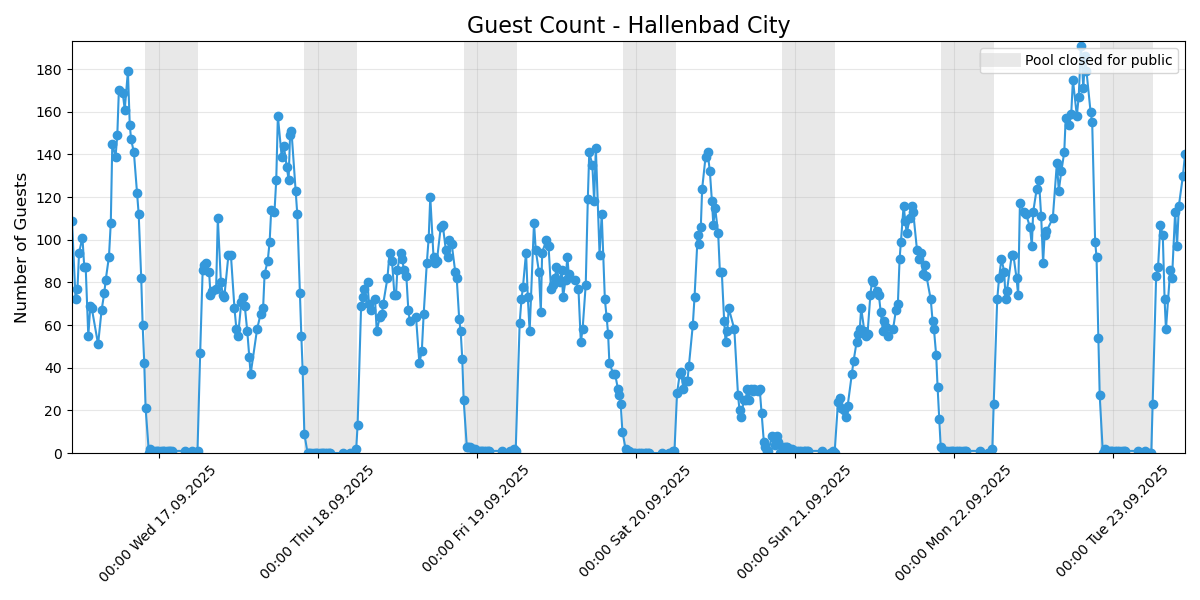 Guest Count - Hallenbad City
Pool closed for public
Number of Guests
180
160
140
120
100
80
60
40
20
0
00:00 Wed 17.09.2025
00:00 Thu 18.09.2025
00:00 Fri 19.09.2025
00:00 Sat 20.09.2025
00:00 Sun 21.09.2025
00:00 Mon 22.09.2025
00:00 Tue 23.09.2025